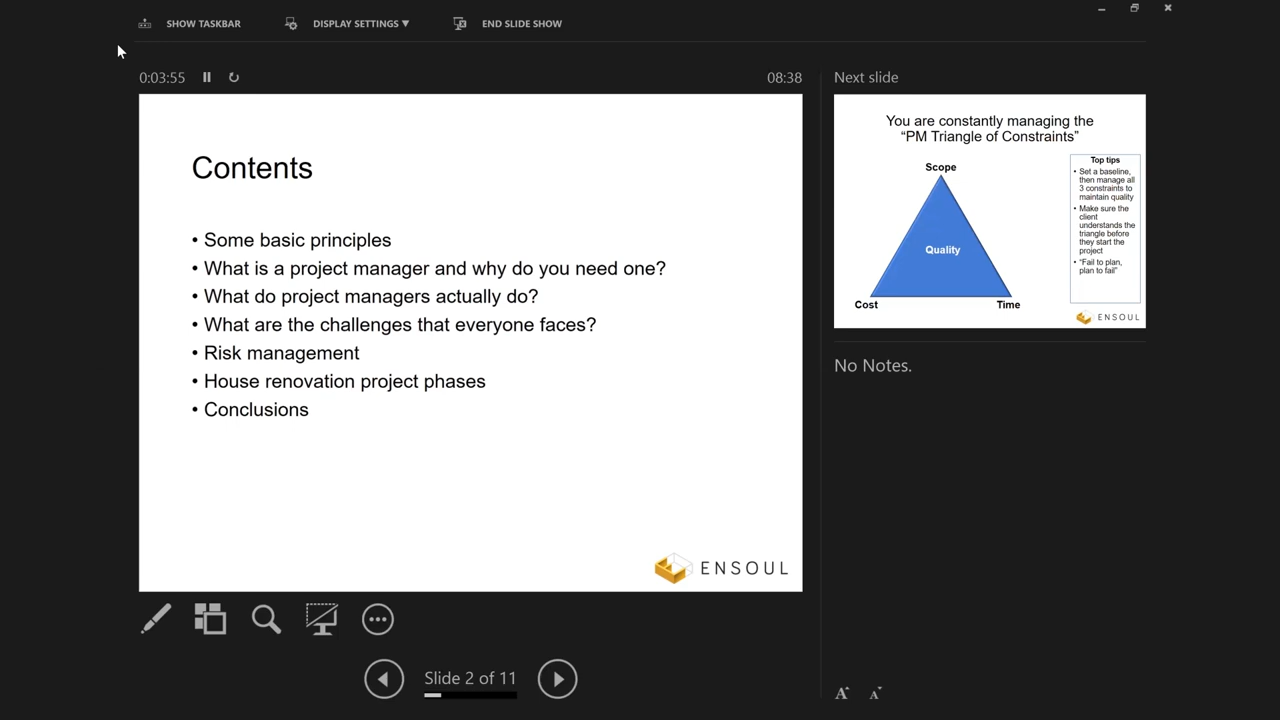 SHOW TASKBAR
DISPLAY SETTINGS ▼
END SLIDE SHOW
0:03:55
08:38
Contents
• Some basic principles
• What is a project manager and why do you need one?
• What do project managers actually do?
• What are the challenges that everyone faces?
• Risk management
• House renovation project phases
• Conclusions
ENSOUL
Slide 2 of 11
Next slide
You are constantly managing the
“PM Triangle of Constraints”
Scope
Quality
Cost
Time
Top tips
• Set a baseline,
then manage all
3 constraints to
maintain quality
• Make sure the
client
understands the
triangle before
they start the
project
• “Fail to plan,
plan to fail”
ENSOUL
No Notes.
A
A